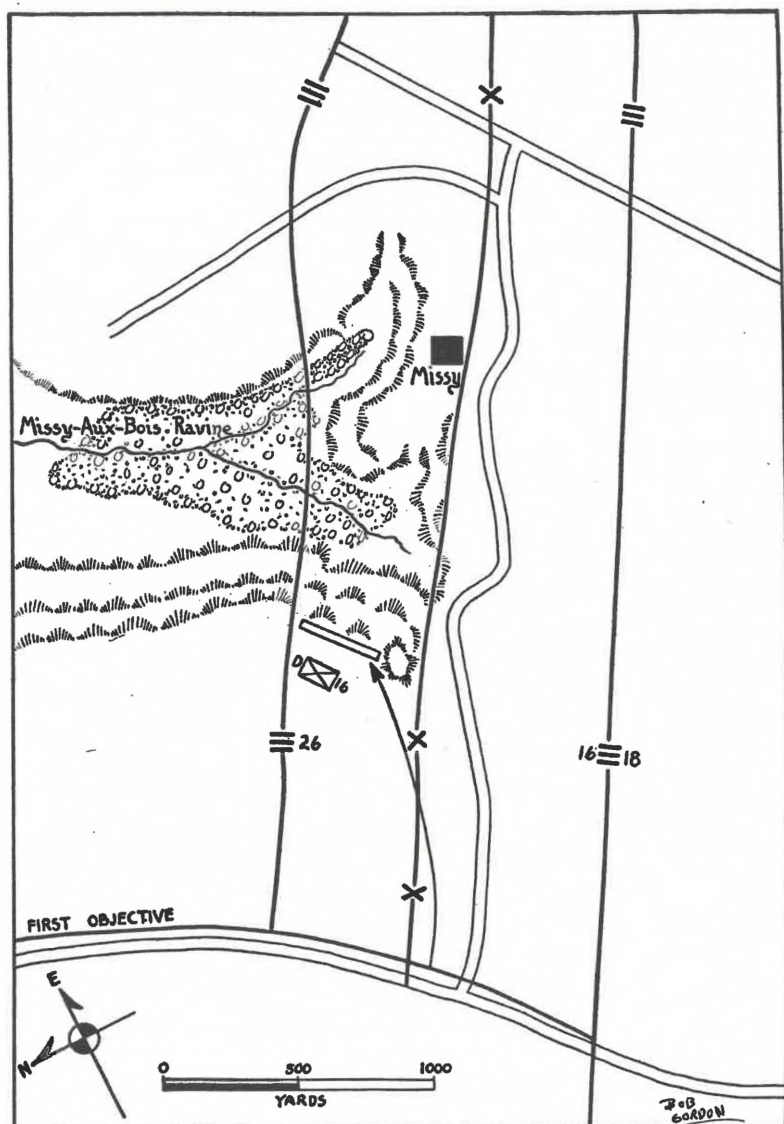 Missy
Missy-Aux-Bois Ravine
D
16
26
16 18
FIRST OBJECTIVE
E
N
0 500 1000
YARDS
BOB
GORDON